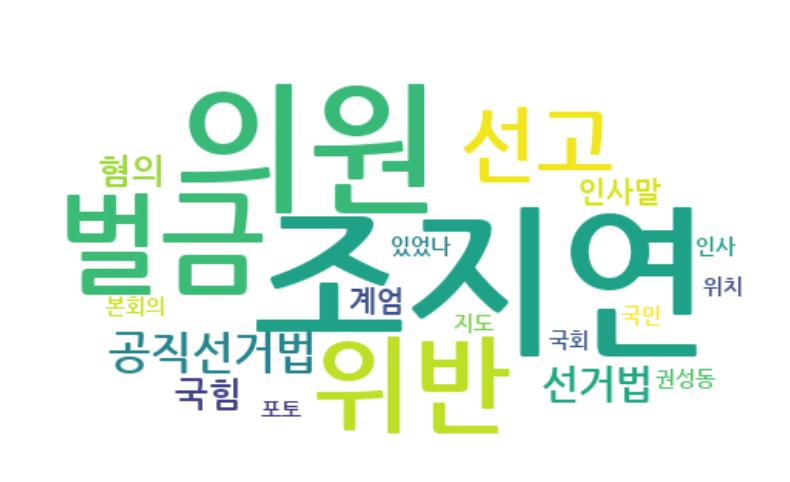 의원
선고
혐의
인사말
벌금
조지연
있었나
인사
위치
본회의
계엄
지도
국민
공직선거법
국회
위반
선거법
권성동
국힘
포토